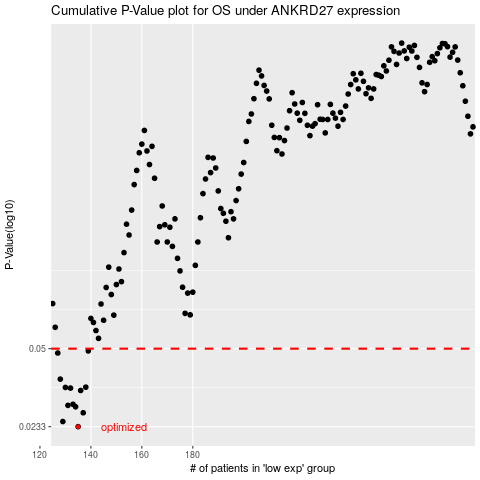 Cumulative P-Value plot for OS under ANKRD27 expression
P-Value(log10)
0.05
0.0233
optimized
120 140 160 180
# of patients in 'low exp' group